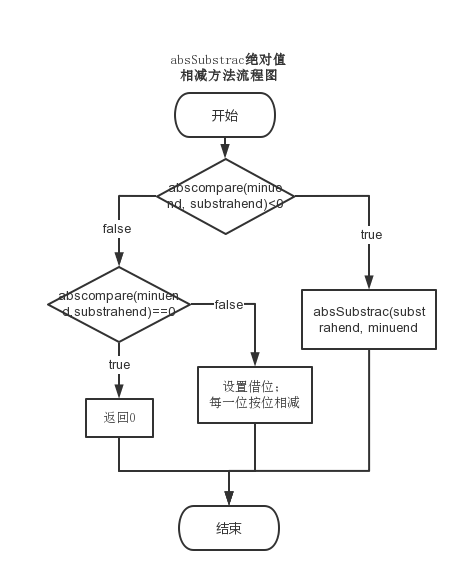 absSubstrac绝对值
相减方法流程图
开始
abscompare(minue
nd, substrahend)<0
false
true
abscompare(minuen
d,substrahend)==0
false
absSubstrac(subst
rahend, minuend
true
设置借位;
每一位按位相减
返回0
结束